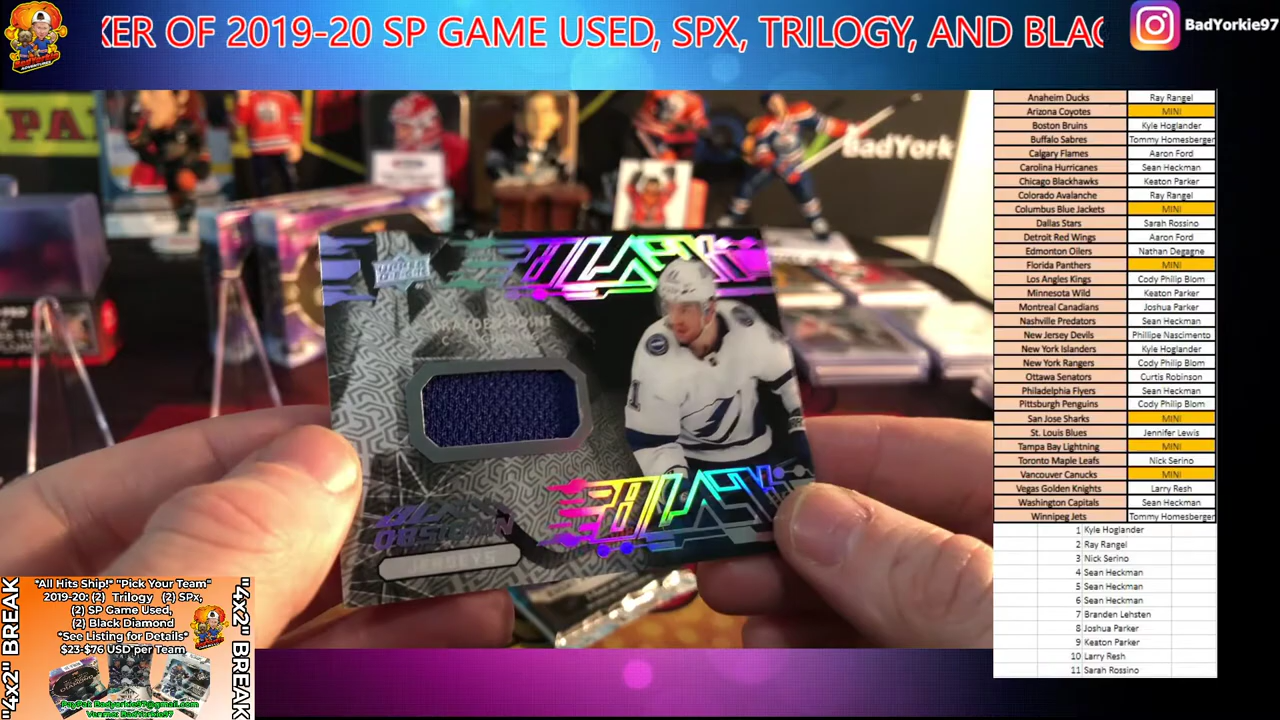 KER OF 2019-20 SP GAME USED, SPX, TRILOGY, AND BLAC
BadYorkie97
PA
BadYork
Anaheim Ducks Ray Rangel
Arizona Coyotes MINI
Boston Bruins Kyle Hoglander
Buffalo Sabres Tommy Homesberger
Calgary Flames Aaron Ford
Carolina Hurricanes Sean Heckman
Chicago Blackhawks Keaton Parker
Colorado Avalanche Ray Rangel
Columbus Blue Jackets MINI
Dallas Stars Sarah Rossino
Detroit Red Wings Aaron Ford
Edmonton Oilers Nathan Degagne
Florida Panthers MINI
Los Angeles Kings Cody Philip Blom
Minnesota Wild Keaton Parker
Montreal Canadians Joshua Parker
Nashville Predators Sean Heckman
New Jersey Devils Phillipe Nascimento
New York Islanders Kyle Hoglander
New York Rangers Cody Philip Blom
Ottawa Senators Curtis Robinson
Philadelphia Flyers Sean Heckman
Pittsburgh Penguins Cody Philip Blom
San Jose Sharks MINI
St. Louis Blues Jennifer Lewis
Tampa Bay Lightning MINI
Toronto Maple Leafs Nick Serino
Vancouver Canucks MINI
Vegas Golden Knights Larry Resh
Washington Capitals Sean Heckman
Winnipeg Jets Tommy Homesberger
1 Kyle Hoglander
2 Ray Rangel
3 Nick Serino
4 Sean Heckman
5 Sean Heckman
6 Sean Heckman
7 Branden Lehsten
8 Joshua Parker
9 Keaton Parker
10 Larry Resh
11 Sarah Rossino
"4x2" BREAK
"All Hits Ship!" "Pick Your Team"
2019-20: (2) Trilogy (2) SPx,
(2) SP Game Used,
(2) Black Diamond
"See Listing for Details"
$23-$76 USD per Team
PayPal: Badyorkie97@gmail.com
Venmo: BadYorkie97
"4x2" BREAK